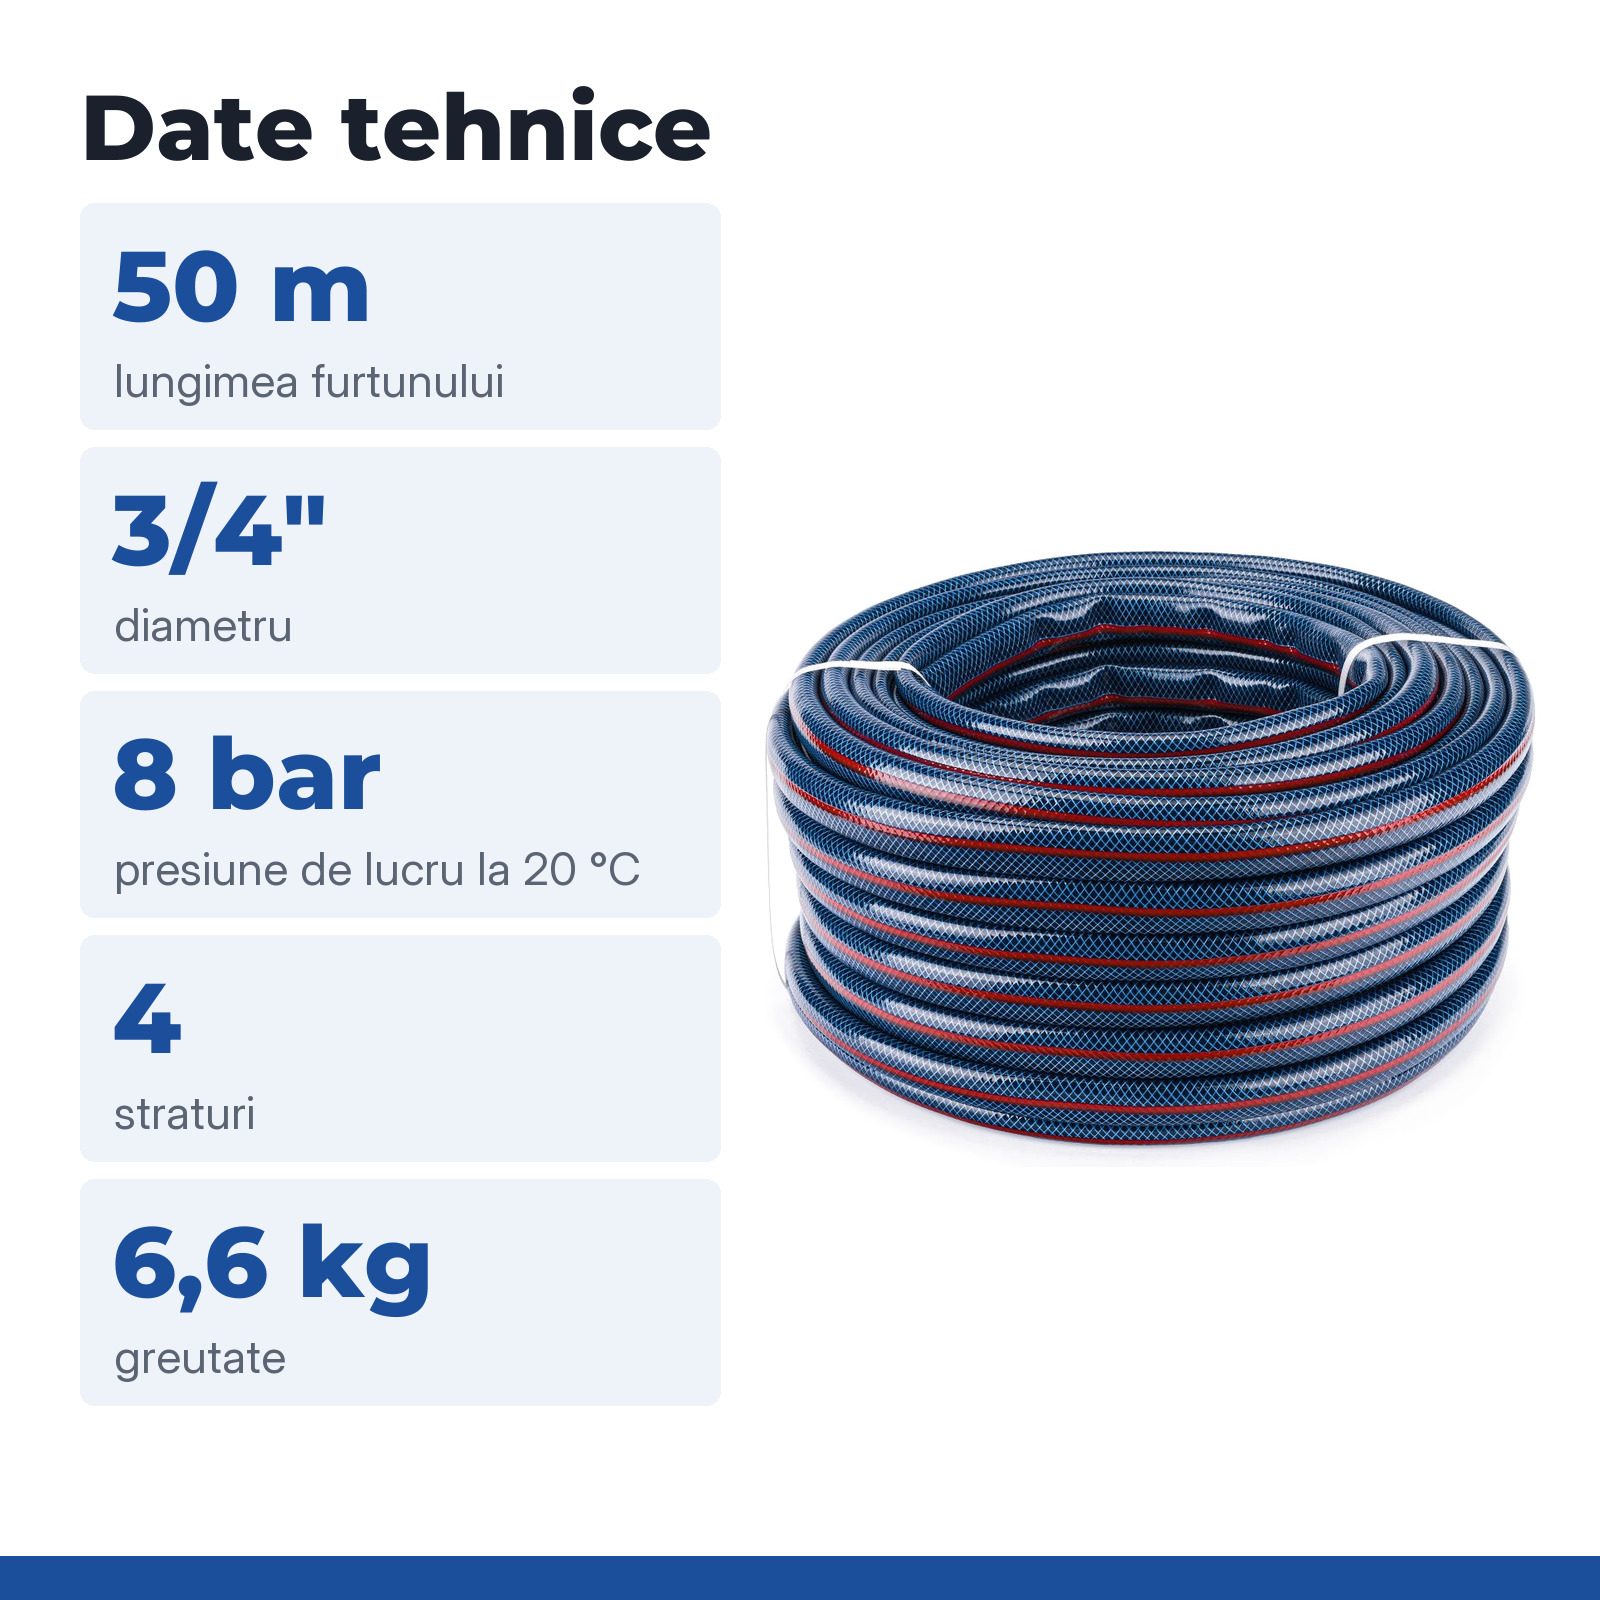 Date tehnice
50 m
lungimea furtunului
3/4"
diametru
8 bar
presiune de lucru la 20 °C
4
straturi
6,6 kg
greutate